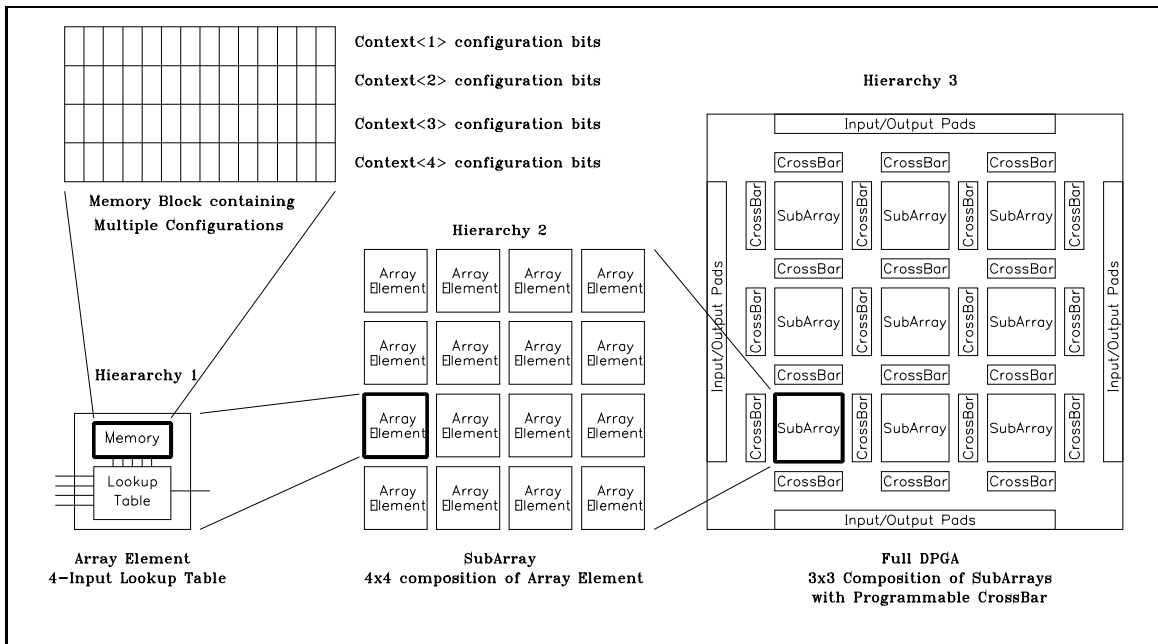 Context<1> configuration bits
Context<2> configuration bits
Context<3> configuration bits
Context<4> configuration bits
Memory Block containing
Multiple Configurations
Hieararchy 1
Memory
Lookup
Table
Array Element
4-Input Lookup Table
Hierarchy 2
Array Array Array Array
Element Element Element Element
Array Array Array Array
Element Element Element Element
Array Array Array Array
Element Element Element Element
Array Array Array Array
Element Element Element Element
SubArray
4x4 composition of Array Element
Hierarchy 3
Input/Output Pads
CrossBar CrossBar CrossBar
CrossBar SubArray CrossBar SubArray CrossBar SubArray CrossBar
CrossBar CrossBar CrossBar
Input/Output Pads
CrossBar SubArray CrossBar SubArray CrossBar SubArray CrossBar
Input/Output Pads
CrossBar CrossBar CrossBar
CrossBar SubArray CrossBar SubArray CrossBar SubArray CrossBar
CrossBar CrossBar CrossBar
Input/Output Pads
Full DPGA
3x3 Composition of SubArrays
with Programmable CrossBar